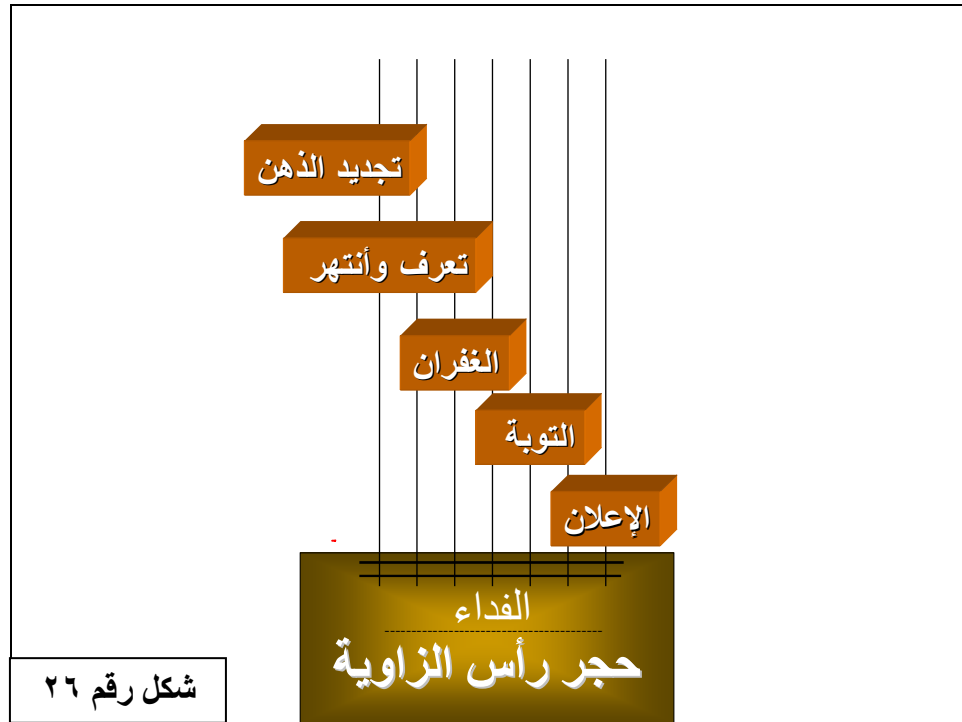 تجديد الذهن
تعرف وأنتهر
الغفران
التوبة
الإعلان
الفداء
حجر رأس الزاوية
شكل رقم ٢٦